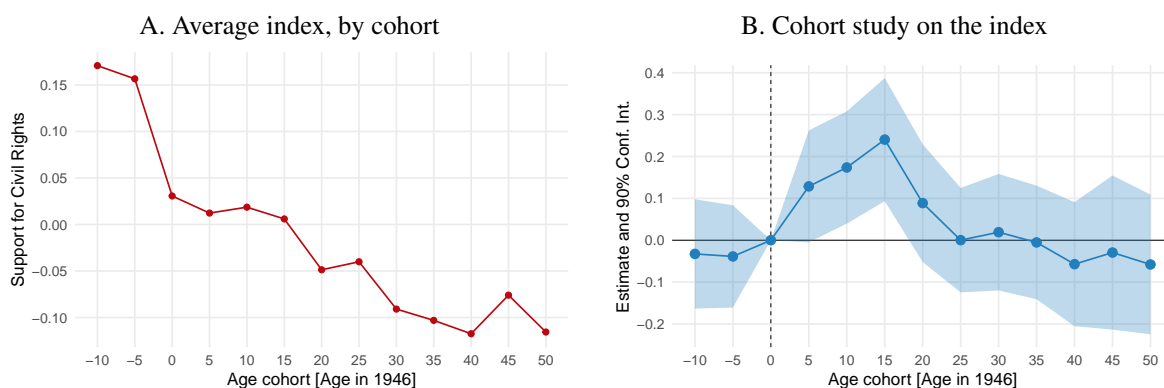 A. Average index, by cohort
Support for Civil Rights
0.15
0.10
0.05
0.00
−0.05
−0.10
−10 −5 0 5 10 15 20 25 30 35 40 45 50
Age cohort [Age in 1946]
B. Cohort study on the index
Estimate and 90% Conf. Int.
0.4
0.3
0.2
0.1
0.0
−0.1
−0.2
−10 −5 0 5 10 15 20 25 30 35 40 45 50
Age cohort [Age in 1946]